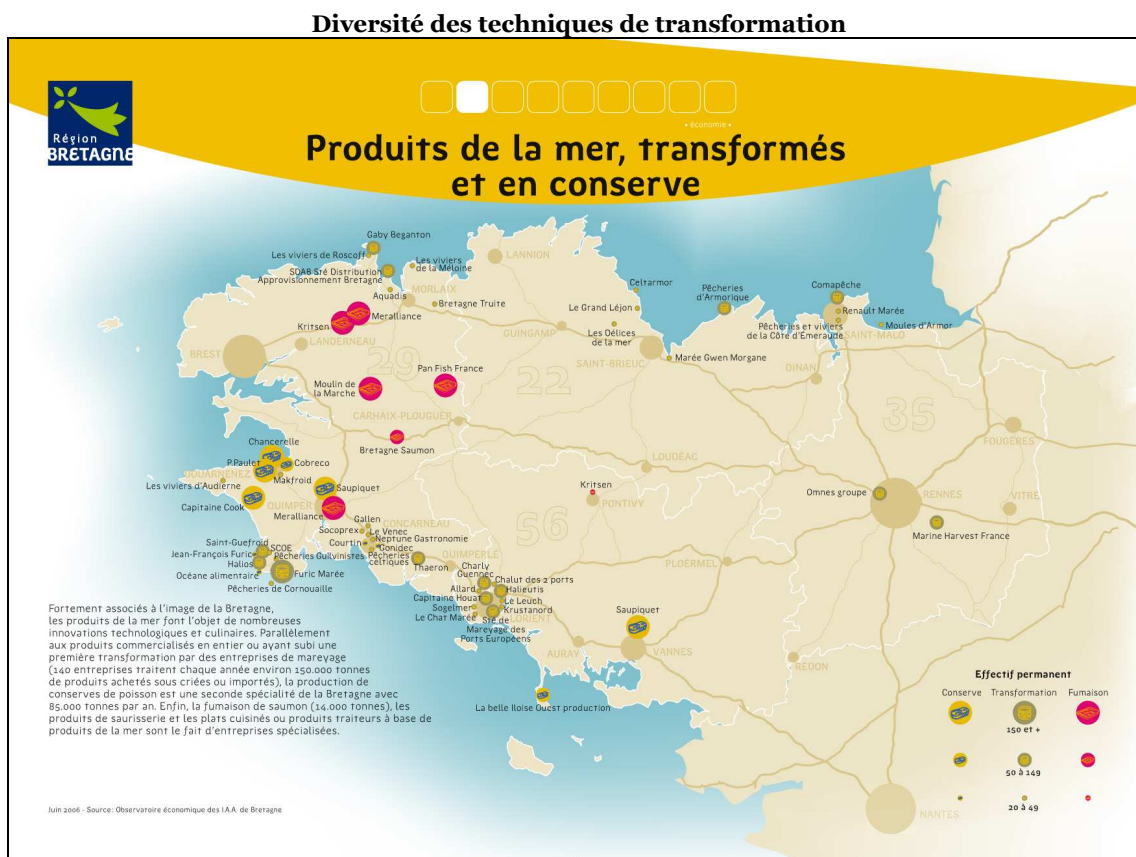 Diversité des techniques de transformation
Région
BRETAGNE
• économie •
Produits de la mer, transformés
et en conserve
Gaby Beganton
Les viviers de Roscoff
SDAB Sté Distribution
Approvisionnement Bretagne
Les viviers
de la Méloine
LANNION
MORLAIX
Aquadis
Bretagne Truite
Meralliance
Kritsen
LANDERNEAU
BREST
29
GUINGAMP
Celtarmor
Le Grand Léjon
Les Délices
de la mer
SAINT-BRIEUC
Marée Gwen Morgane
Pêcheries
d'Armorique
Comapêche
Renault Marée
Pêcheries et viviers
de la Côte d'Emeraude
SAINT-MALO
Moules d'Armor
DINAN
22
35
Moulin de
la Marche
Pan Fish France
CARHAIX-PLOUGUER
Bretagne Saumon
FOUGÈRES
LOUDÉAC
Chancerelle
P.Paulet
Cobreco
DOUARNENEZ
Makfroid
Les viviers d'Audierne
Capitaine Cook
Saupiquet
QUIMPER
Meralliance
Kritsen
PONTIVY
56
Omnes groupe
RENNES
VITRÉ
Marine Harvest France
Gallen
Socoprex
Le Venec
CONCARNEAU
Neptune Gastronomie
Courtin
Gonidec
Pêcheries
celtiques
Saint-Guefroid
SCOE
Jean-François Furic
Pêcheries Guilvinistes
Halios
Océane alimentaire
Furic Marée
Pêcheries de Cornouaille
Thaeron
QUIMPERLÉ
Charly
Guennec
Chalut des 2 ports
Allard
Halieutis
Capitaine Houat
Le Leuch
Sogelmer
Krustanord
Le Chat Marée
LORIENT
Sté de
Mareyage des
Ports Européens
PLOËRMEL
Saupiquet
AURAY
VANNES
REDON
La belle Iloise Ouest production
NANTES
Fortement associés à l'image de la Bretagne,
les produits de la mer font l'objet de nombreuses
innovations technologiques et culinaires. Parallèlement
aux produits commercialisés en entier ou ayant subi une
première transformation par des entreprises de mareyage
(140 entreprises traitent chaque année environ 150.000 tonnes
de produits achetés sous criées ou importés), la production de
conserves de poisson est une seconde spécialité de la Bretagne avec
85.000 tonnes par an. Enfin, la fumaison de saumon (14.000 tonnes), les
produits de saurisserie et les plats cuisinés ou produits traiteurs à base de
produits de la mer sont le fait d'entreprises spécialisées.
Effectif permanent
Conserve Transformation Fumaison
150 et +
50 à 149
20 à 49
Juin 2006 - Source: Observatoire économique des I.A.A. de Bretagne